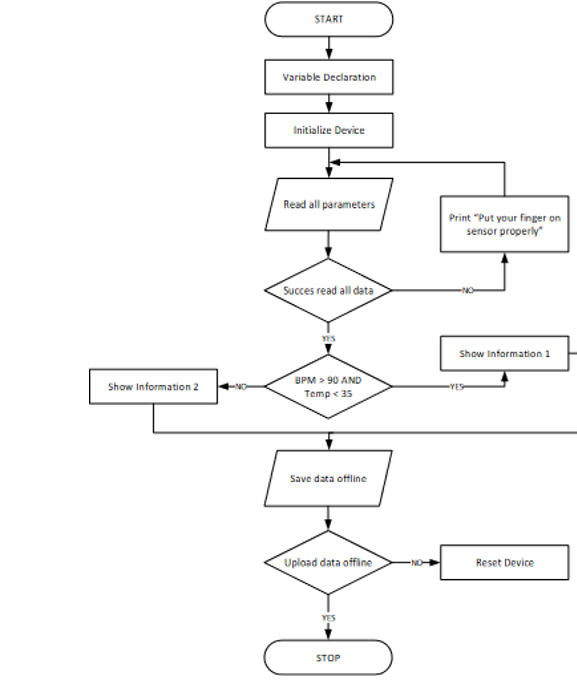 START
Variable Declaration
Initialize Device
Read all parameters
Print "Put your finger on
sensor properly"
Succes read all data
NO
YES
Show Information 1
BPM > 90 AND
Temp < 35
YES
NO
Show Information 2
Save data offline
Upload data offline
NO
Reset Device
YES
STOP